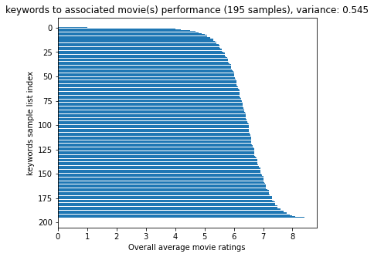 keywords to associated movie(s) performance (195 samples), variance: 0.545
0
25
50
75
100
125
150
175
200
keywords sample list index
0 1 2 3 4 5 6 7 8
Overall average movie ratings